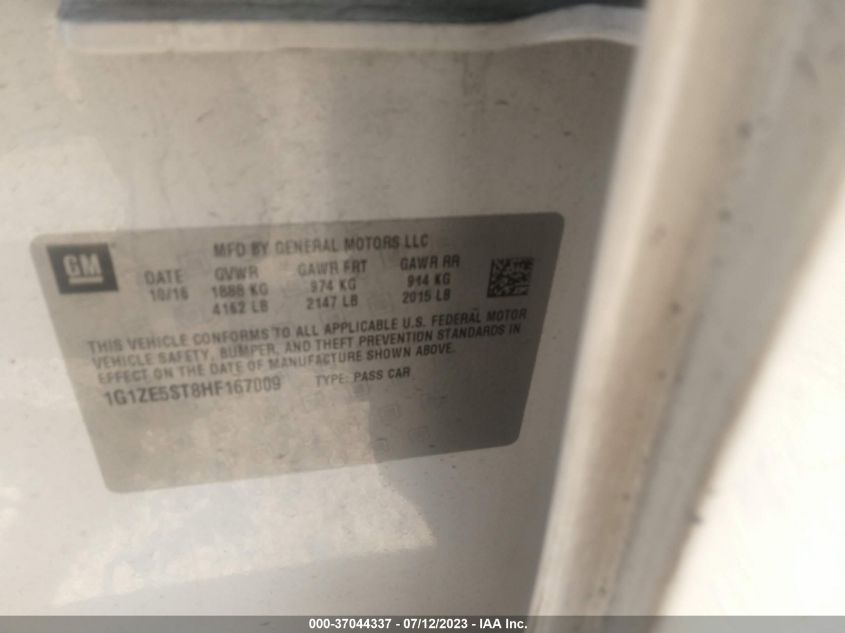 GM
MFD BY GENERAL MOTORS LLC
DATE GVWR GAWR FRT GAWR RR
10/16 1888 KG 974 KG 914 KG
4162 LB 2147 LB 2015 LB
THIS VEHICLE CONFORMS TO ALL APPLICABLE U.S. FEDERAL MOTOR
VEHICLE SAFETY, BUMPER, AND THEFT PREVENTION STANDARDS IN
EFFECT ON THE DATE OF MANUFACTURE SHOWN ABOVE.
1G1ZE5ST8HF167009 TYPE: PASS CAR
000-37044337 - 07/12/2023 - IAA Inc.